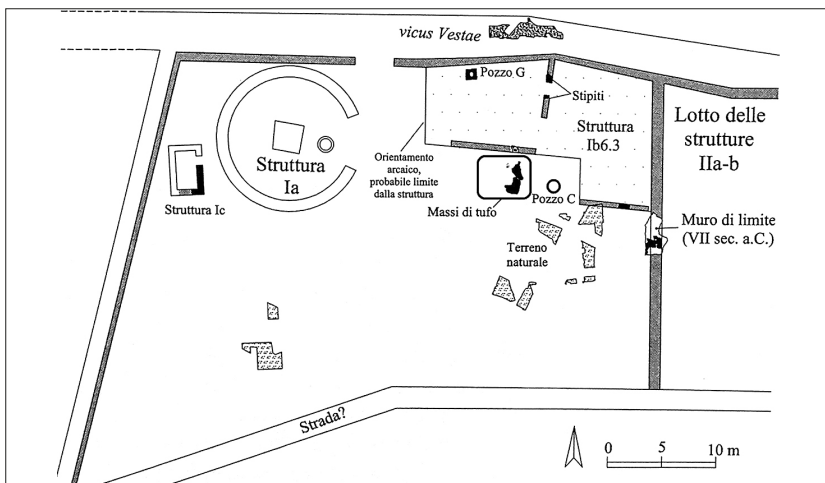 vicus Vestae
Pozzo G
Stipiti
Lotto delle
strutture
IIa-b
Struttura
Ib6.3
Struttura
Ia
Orientamento
arcaico,
probabile limite
dalla struttura
Struttura Ic
Massi di tufo
Pozzo C
Muro di limite
(VII sec. a.C.)
Terreno
naturale
Strada?
0 5 10 m